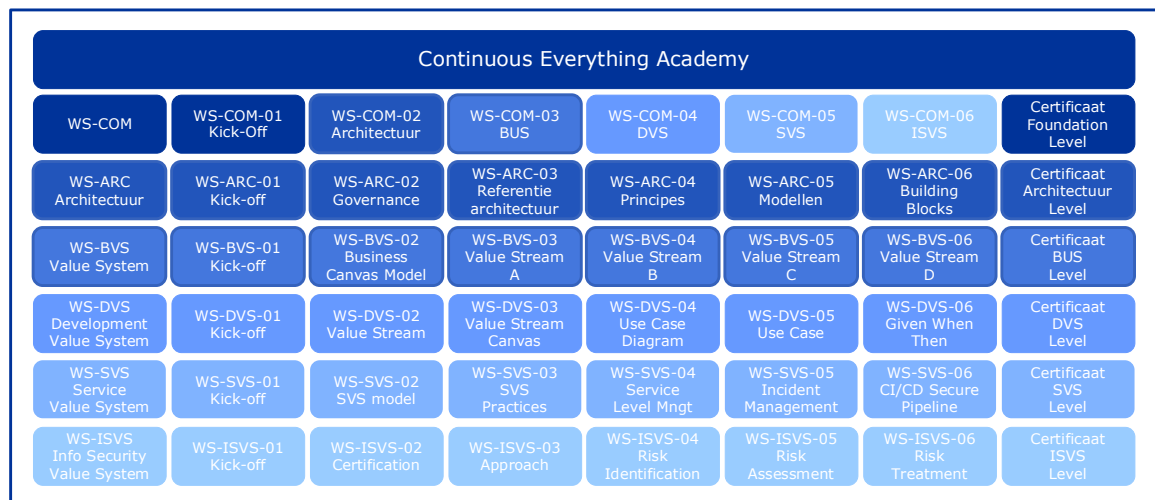 Continuous Everything Academy
WS-COM
WS-COM-01
Kick-Off
WS-COM-02
Architectuur
WS-COM-03
BUS
WS-COM-04
DVS
WS-COM-05
SVS
WS-COM-06
ISVS
Certificaat
Foundation
Level
WS-ARC
Architectuur
WS-ARC-01
Kick-off
WS-ARC-02
Governance
WS-ARC-03
Referentie
architectuur
WS-ARC-04
Principes
WS-ARC-05
Modellen
WS-ARC-06
Building
Blocks
Certificaat
Architectuur
Level
WS-BVS
Value System
WS-BVS-01
Kick-off
WS-BVS-02
Business
Canvas Model
WS-BVS-03
Value Stream
A
WS-BVS-04
Value Stream
B
WS-BVS-05
Value Stream
C
WS-BVS-06
Value Stream
D
Certificaat
BUS
Level
WS-DVS
Development
Value System
WS-DVS-01
Kick-off
WS-DVS-02
Value Stream
WS-DVS-03
Value Stream
Canvas
WS-DVS-04
Use Case
Diagram
WS-DVS-05
Use Case
WS-DVS-06
Given When
Then
Certificaat
DVS
Level
WS-SVS
Service
Value System
WS-SVS-01
Kick-off
WS-SVS-02
SVS model
WS-SVS-03
SVS
Practices
WS-SVS-04
Service
Level Mngt
WS-SVS-05
Incident
Management
WS-SVS-06
CI/CD Secure
Pipeline
Certificaat
SVS
Level
WS-ISVS
Info Security
Value System
WS-ISVS-01
Kick-off
WS-ISVS-02
Certification
WS-ISVS-03
Approach
WS-ISVS-04
Risk
Identification
WS-ISVS-05
Risk
Assessment
WS-ISVS-06
Risk
Treatment
Certificaat
ISVS
Level